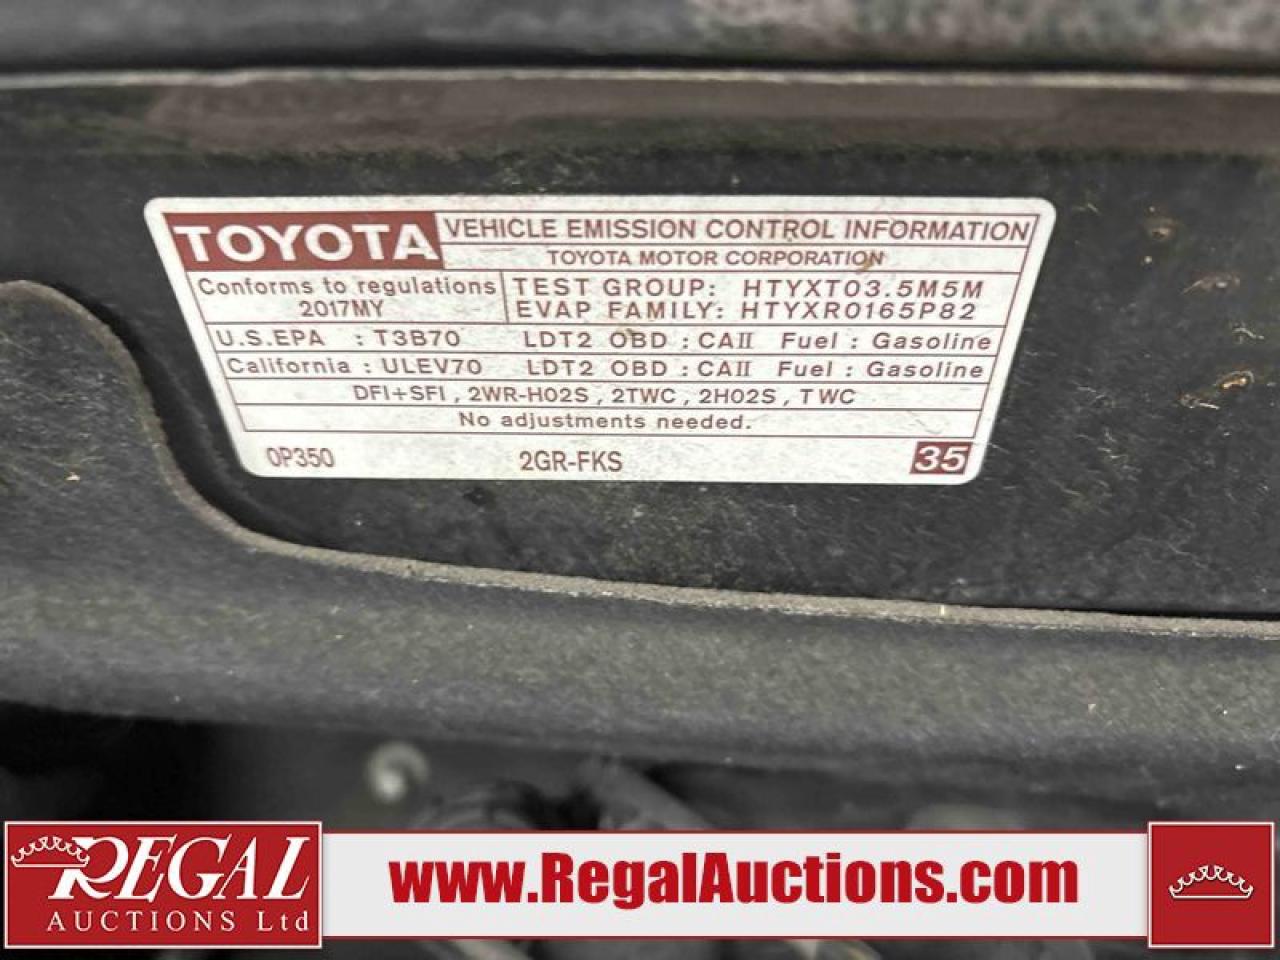 TOYOTA
VEHICLE EMISSION CONTROL INFORMATION
TOYOTA MOTOR CORPORATION
Conforms to regulations
2017MY
TEST GROUP: HTYXT03.5M5M
EVAP FAMILY: HTYXR0165P82
U.S.EPA : T3B70 LDT2 OBD : CAII Fuel : Gasoline
California : ULEV70 LDT2 OBD : CAII Fuel : Gasoline
DFI+SFI , 2WR-HO2S , 2TWC , 2HO2S , TWC
No adjustments needed.
0P350 2GR-FKS 35
REGAL
AUCTIONS Ltd
www.RegalAuctions.com